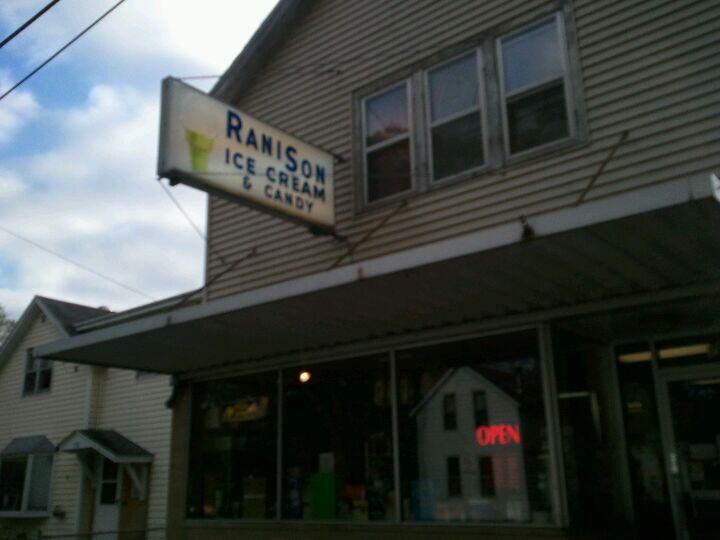 RANISON
ICE CREAM
& CANDY
OPEN